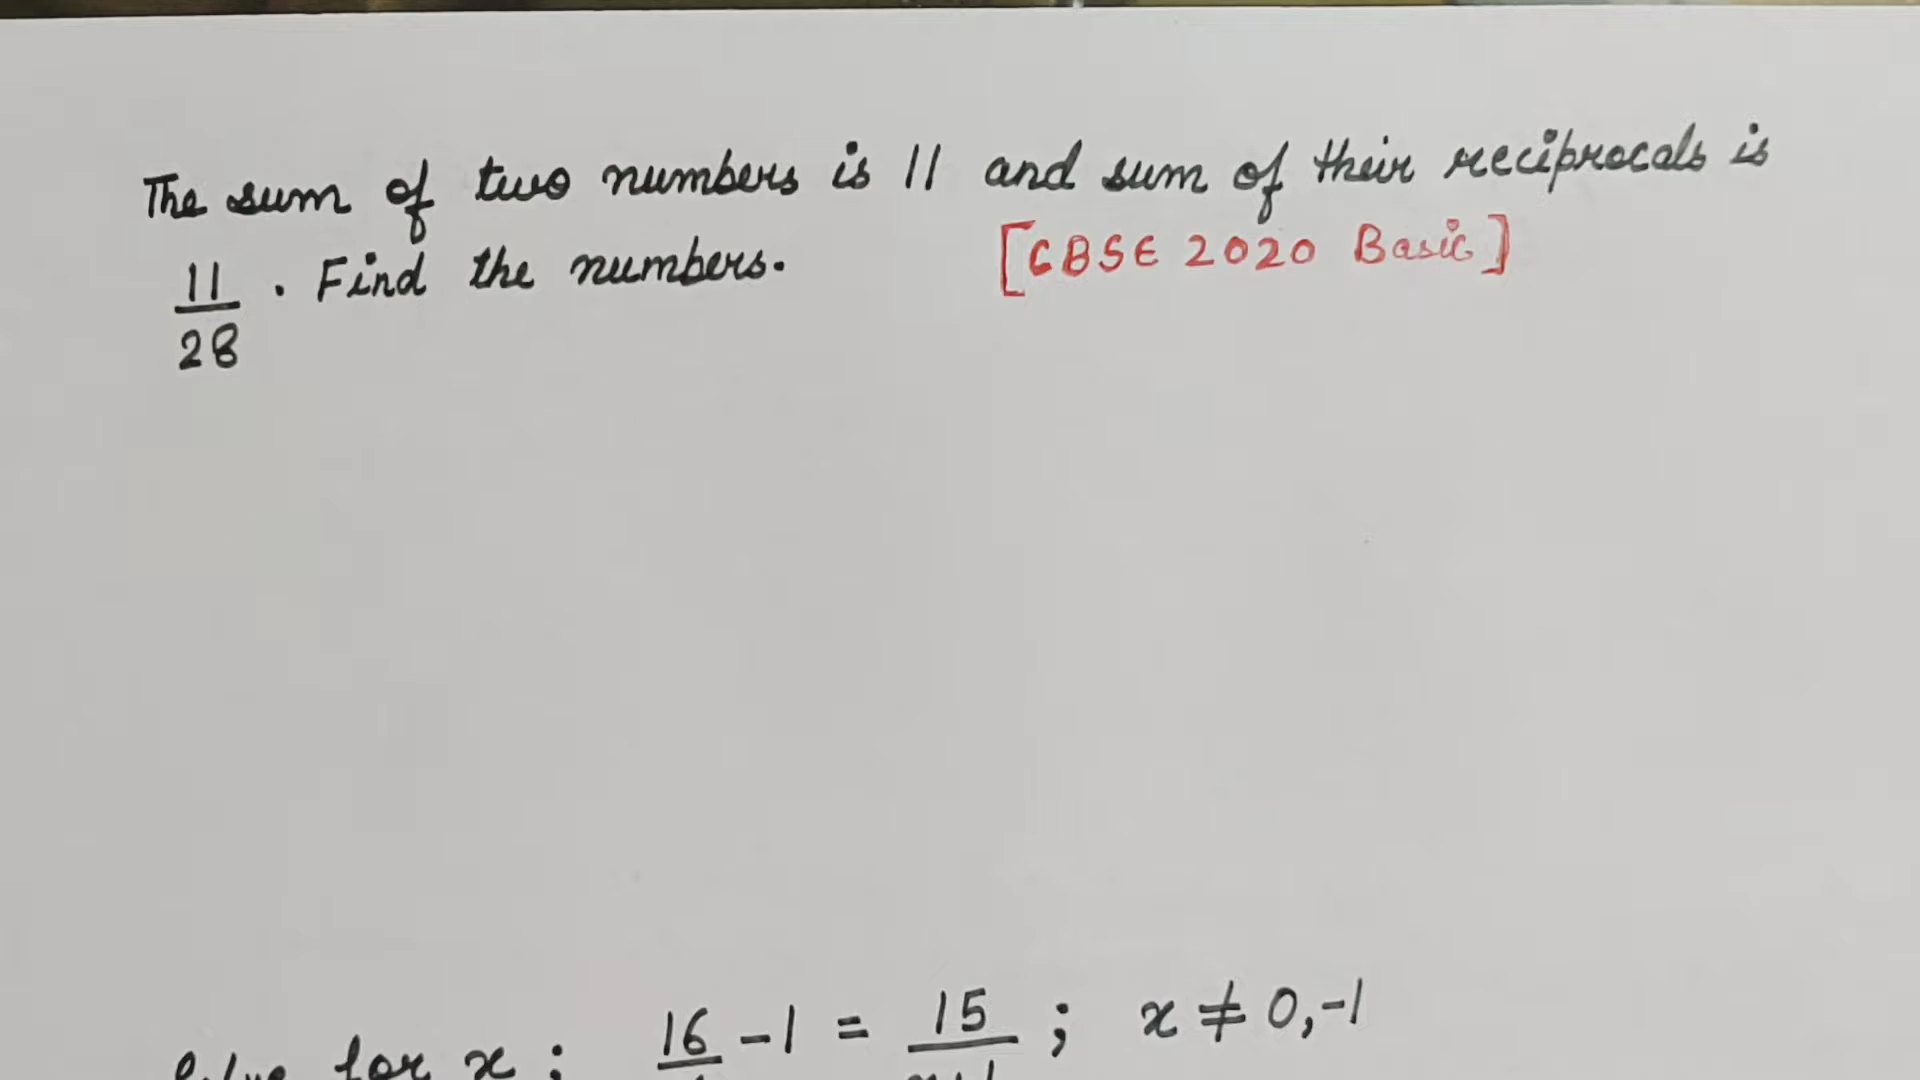 The sum of two numbers is 11 and sum of their reciprocals is
11/28 . Find the numbers. [CBSE 2020 Basic]
for x ; 16 - 1 = 15 ; x ≠ 0, -1